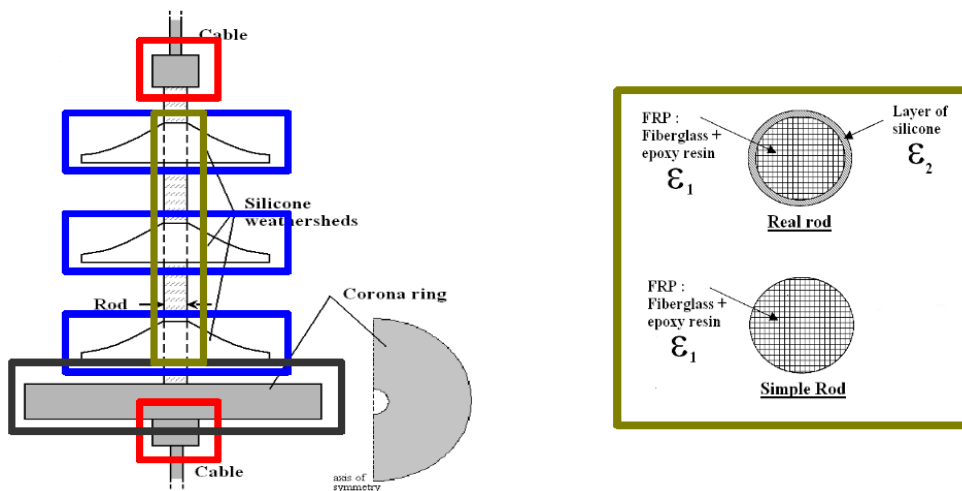 Cable
Silicone
weathersheds
Rod
Corona ring
Cable
axis of
symmetry
FRP :
Fiberglass +
epoxy resin
ε1
Layer of
silicone
ε2
Real rod
FRP :
Fiberglass +
epoxy resin
ε1
Simple Rod